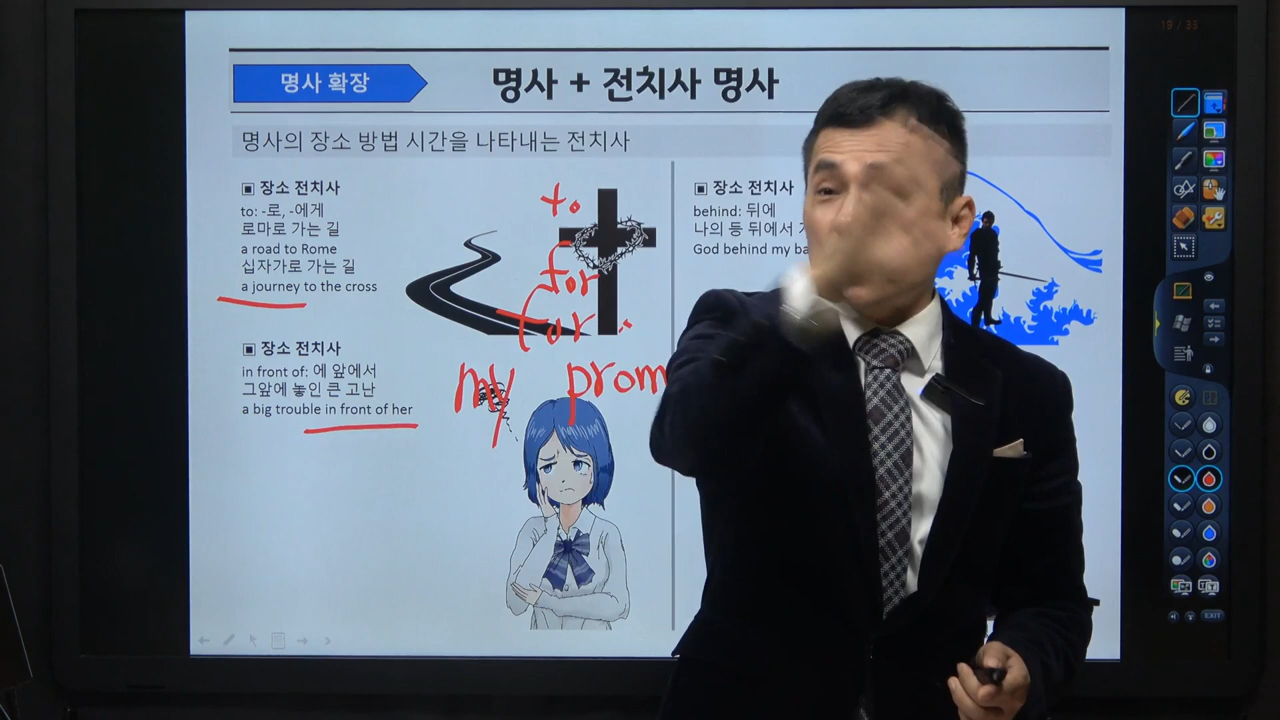 19 / 33
명사 확장
명사 + 전치사 명사
명사의 장소 방법 시간을 나타내는 전치사
▣ 장소 전치사
to: -로, -에게
로마로 가는 길
a road to Rome
십자가로 가는 길
a journey to the cross
to
for
for
my prom
▣ 장소 전치사
in front of: 에 앞에서
그앞에 놓인 큰 고난
a big trouble in front of her
▣ 장소 전치사
behind: 뒤에
나의 등 뒤에서
God behind my
EXIT